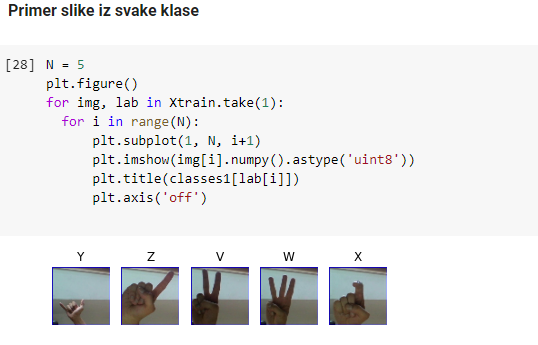 Primer slike iz svake klase
[28] N = 5
plt.figure()
for img, lab in Xtrain.take(1):
for i in range(N):
plt.subplot(1, N, i+1)
plt.imshow(img[i].numpy().astype('uint8'))
plt.title(classes1[lab[i]])
plt.axis('off')
Y Z V W X